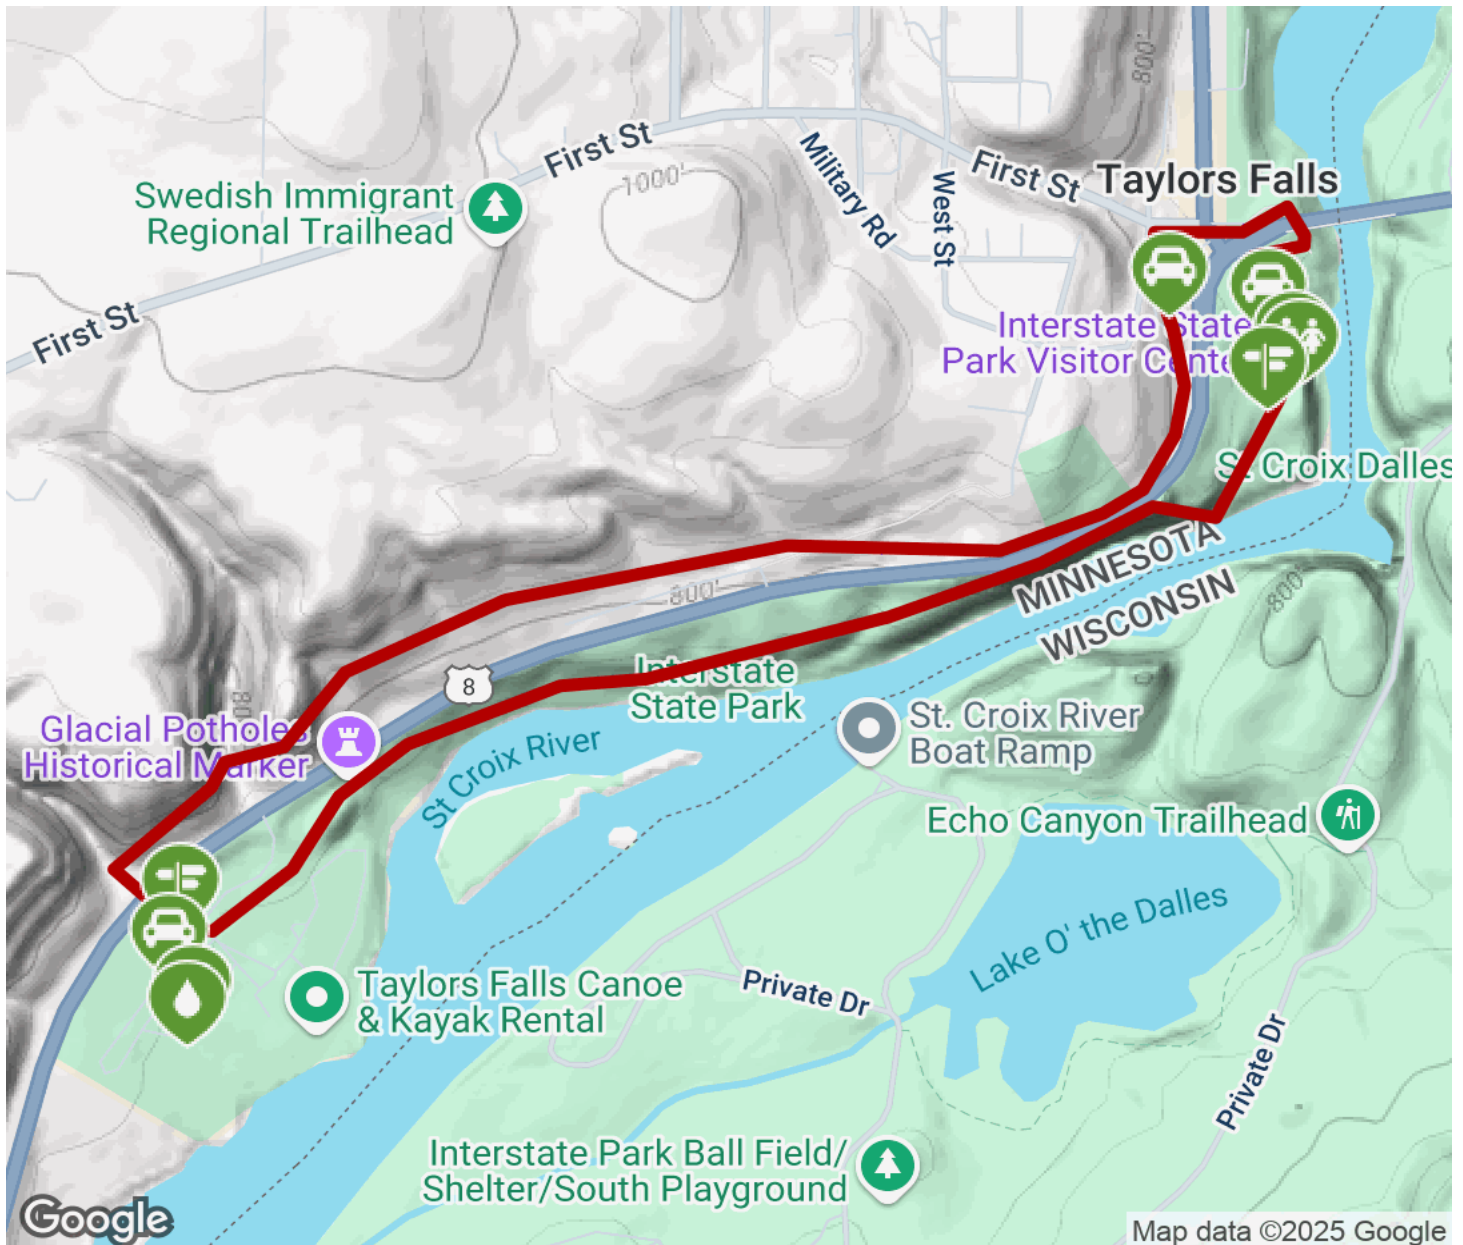 800'
First St
1000'
Military Rd
West St
First St
Taylors Falls
Swedish Immigrant
Regional Trailhead
First St
Interstate State
Park Visitor Cente
St Croix Dalles
800'
MINNESOTA
WISCONSIN
800
8
Interstate
State Park
Glacial Potholes
Historical Marker
St Croix River
St. Croix River
Boat Ramp
Echo Canyon Trailhead
Lake O' the Dalles
Taylors Falls Canoe
& Kayak Rental
Private Dr
Private Dr
Interstate Park Ball Field/
Shelter/South Playground
Google
Map data ©2025 Google